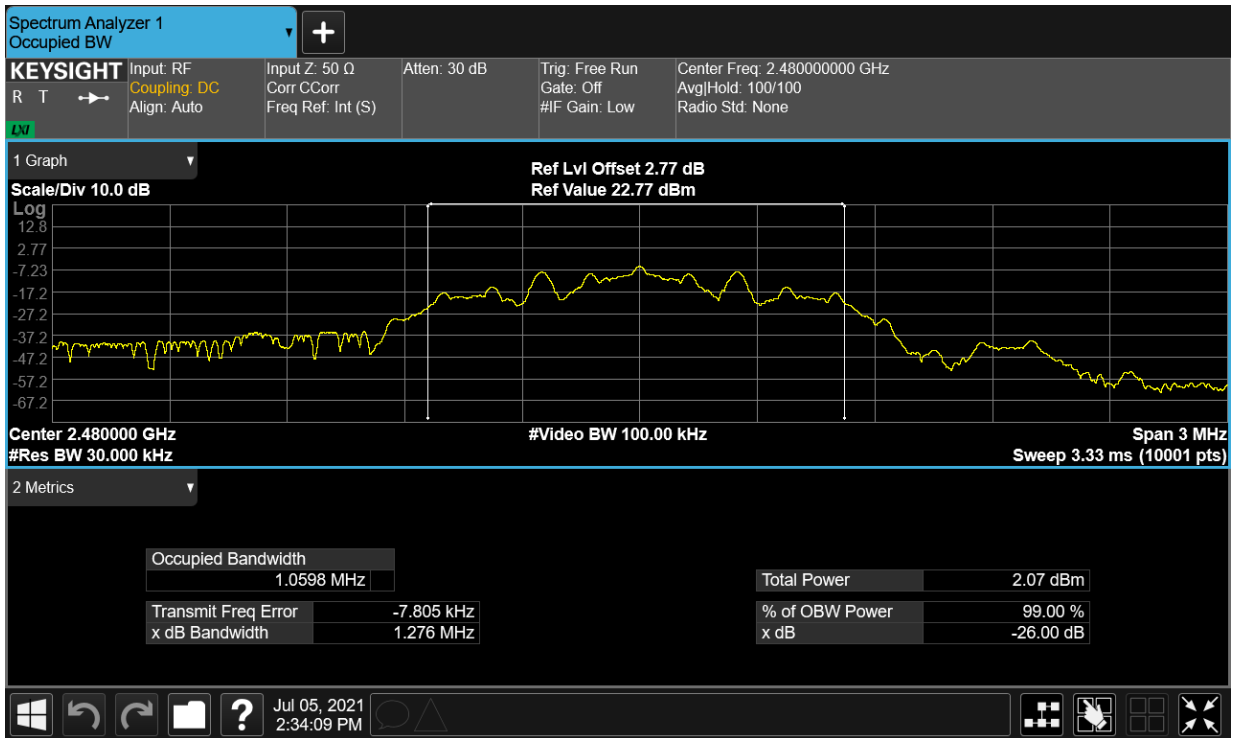 Spectrum Analyzer 1
Occupied BW
KEYSIGHT
R T
LXI
Input: RF
Coupling: DC
Align: Auto
Input Z: 50 Ω
Corr CCorr
Freq Ref: Int (S)
Atten: 30 dB
Trig: Free Run
Gate: Off
#IF Gain: Low
Center Freq: 2.480000000 GHz
Avg|Hold: 100/100
Radio Std: None
1 Graph
Ref Lvl Offset 2.77 dB
Scale/Div 10.0 dB
Ref Value 22.77 dBm
Log
12.8
2.77
-7.23
-17.2
-27.2
-37.2
-47.2
-57.2
-67.2
Center 2.480000 GHz
#Video BW 100.00 kHz
Span 3 MHz
#Res BW 30.000 kHz
Sweep 3.33 ms (10001 pts)
2 Metrics
Occupied Bandwidth
1.0598 MHz
Total Power 2.07 dBm
Transmit Freq Error -7.805 kHz
% of OBW Power 99.00 %
x dB Bandwidth 1.276 MHz
x dB -26.00 dB
?
Jul 05, 2021
2:34:09 PM